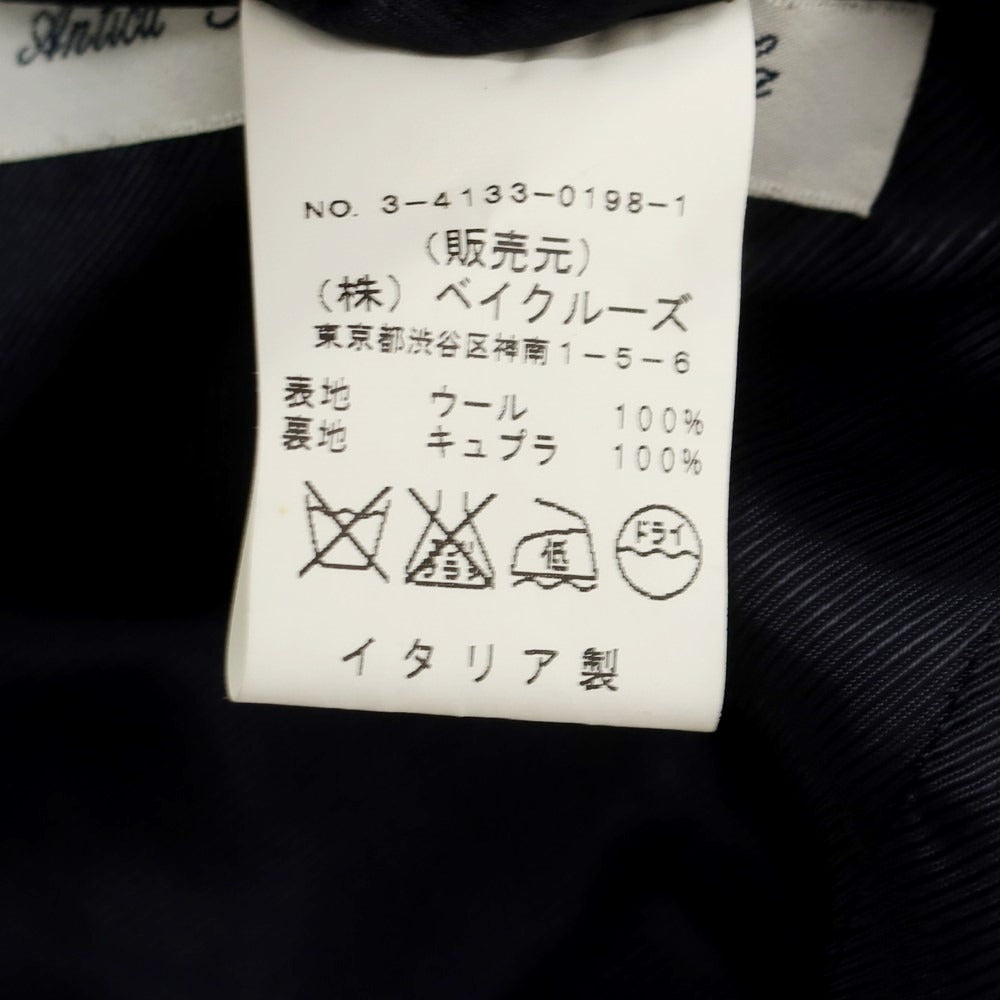 Antica
NO. 3-4133-0198-1
(販売元)
(株) ベイクルーズ
東京都渋谷区神南1-5-6
表地 ウール 100%
裏地 キュプラ 100%
低 ドライ
イタリア製